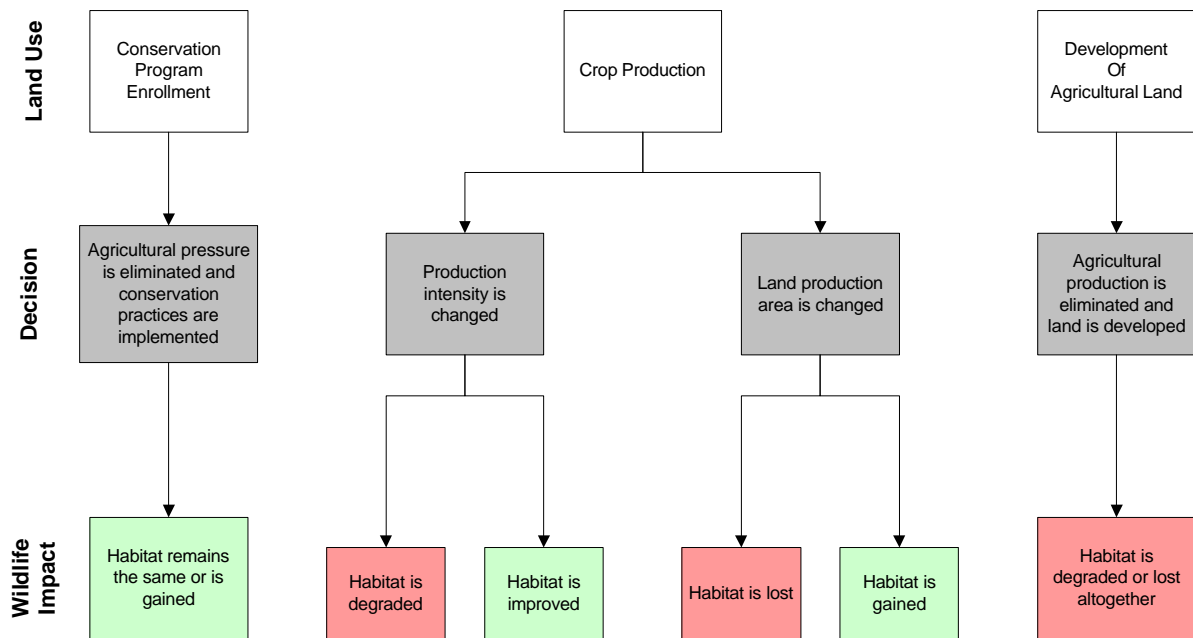 Land Use
Conservation
Program
Enrollment
Crop Production
Development
Of
Agricultural Land
Decision
Agricultural pressure
is eliminated and
conservation
practices are
implemented
Production
intensity is
changed
Land production
area is changed
Agricultural
production is
eliminated and
land is developed
Wildlife
Impact
Habitat remains
the same or is
gained
Habitat is
degraded
Habitat is
improved
Habitat is lost
Habitat is
gained
Habitat is
degraded or lost
altogether